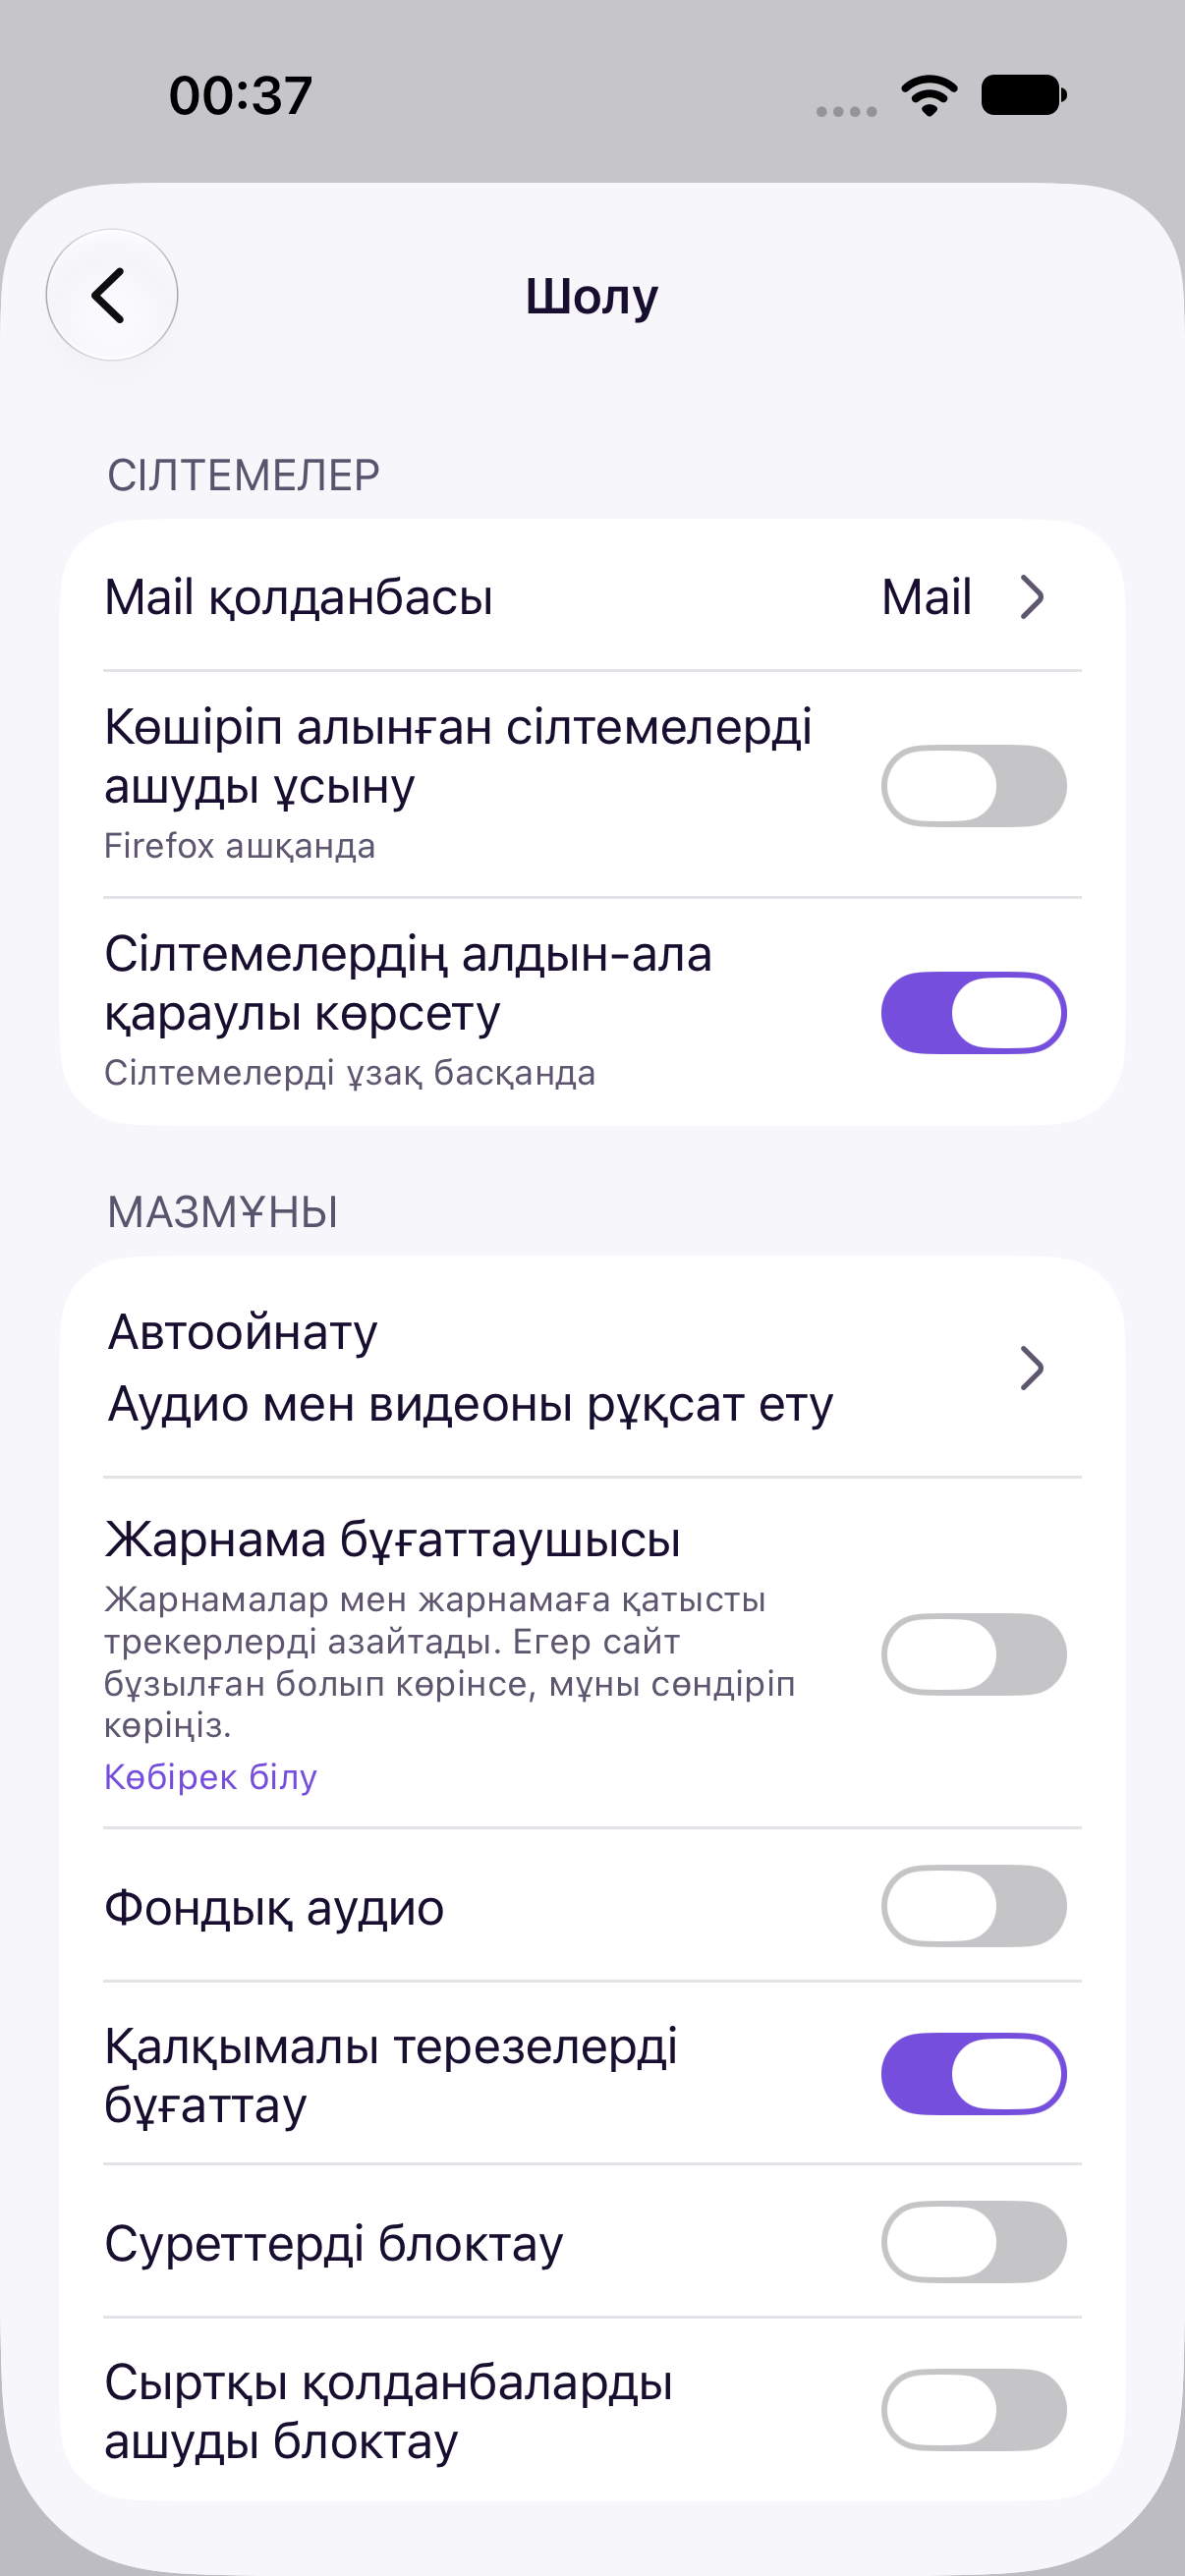 00:37
Шолу
СІЛТЕМЕЛЕР
Mail қолданбасы
Mail
Көшіріп алынған сілтемелерді
ашуды ұсыну
Firefox ашқанда
Сілтемелердің алдын-ала
қараулы көрсету
Сілтемелерді ұзақ басқанда
МАЗМҰНЫ
Автоойнату
Аудио мен видеоны рұқсат ету
Жарнама бұғаттаушысы
Жарнамалар мен жарнамаға қатысты
трекерлерді азайтады. Егер сайт
бұзылған болып көрінсе, мұны сөндіріп
көріңіз.
Көбірек білу
Фондық аудио
Қалқымалы терезелерді
бұғаттау
Суреттерді блоктау
Сыртқы қолданбаларды
ашуды блоктау